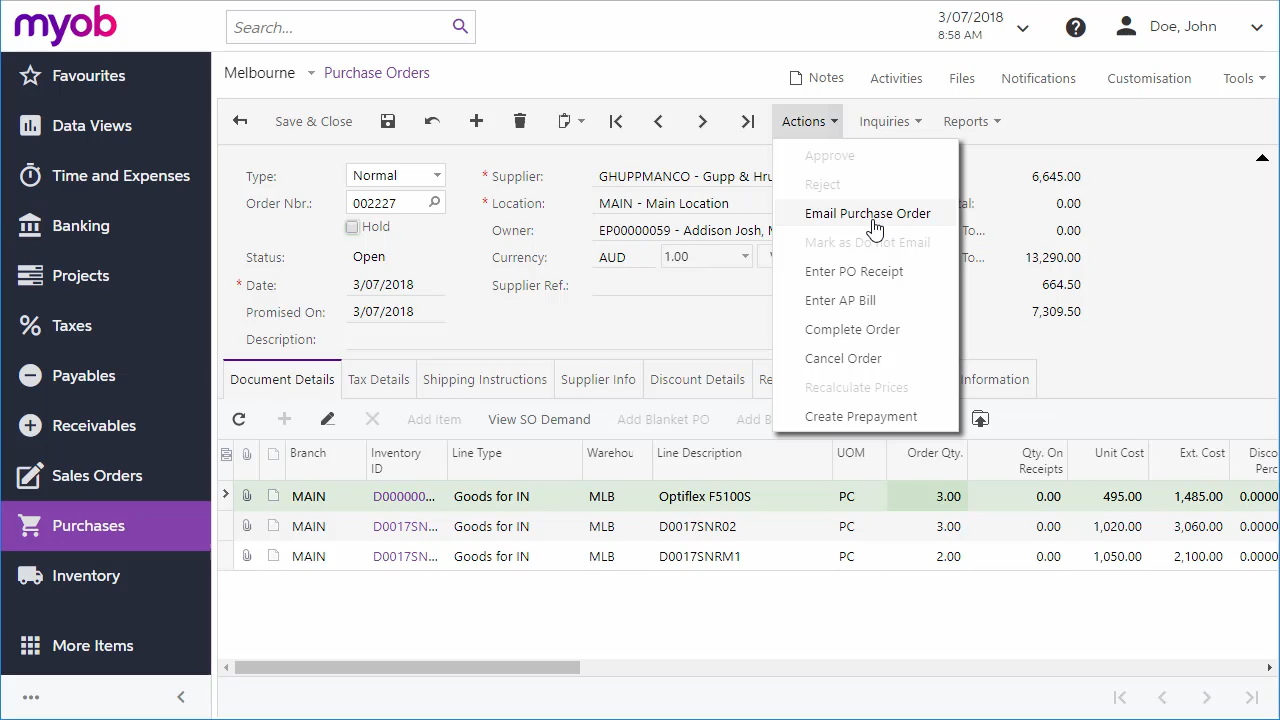 myob
Search...
3/07/2018
8:58 AM
Doe, John
Favourites
Data Views
Time and Expenses
Banking
Projects
Taxes
Payables
Receivables
Sales Orders
Purchases
Inventory
More Items
Melbourne Purchase Orders
Notes Activities Files Notifications Customisation Tools
Save & Close
Actions Inquiries Reports
Approve
Reject
Email Purchase Order
Mark as Do Not Email
Enter PO Receipt
Enter AP Bill
Complete Order
Cancel Order
Recalculate Prices
Create Prepayment
Type: Normal * Supplier: GHUPPMANCO - Gupp & Hru 6,645.00
Order Nbr.: 002227 * Location: MAIN - Main Location al: 0.00
Hold Owner: EP00000059 - Addison Josh, M To... 0.00
Status: Open Currency: AUD 1.00 o... 13,290.00
* Date: 3/07/2018 Supplier Ref.: 664.50
Promised On: 3/07/2018 7,309.50
Description:
Document Details Tax Details Shipping Instructions Supplier Info Discount Details Re Information
Add Item View SO Demand Add Blanket PO Add B
Branch Inventory ID Line Type Warehou Line Description UOM Order Qty. Qty. On Receipts Unit Cost Ext. Cost Disco Perc
MAIN D000000... Goods for IN MLB Optiflex F5100S PC 3.00 0.00 495.00 1,485.00 0.0000
MAIN D0017SN... Goods for IN MLB D0017SNR02 PC 3.00 0.00 1,020.00 3,060.00 0.0000
MAIN D0017SN... Goods for IN MLB D0017SNRM1 PC 2.00 0.00 1,050.00 2,100.00 0.0000